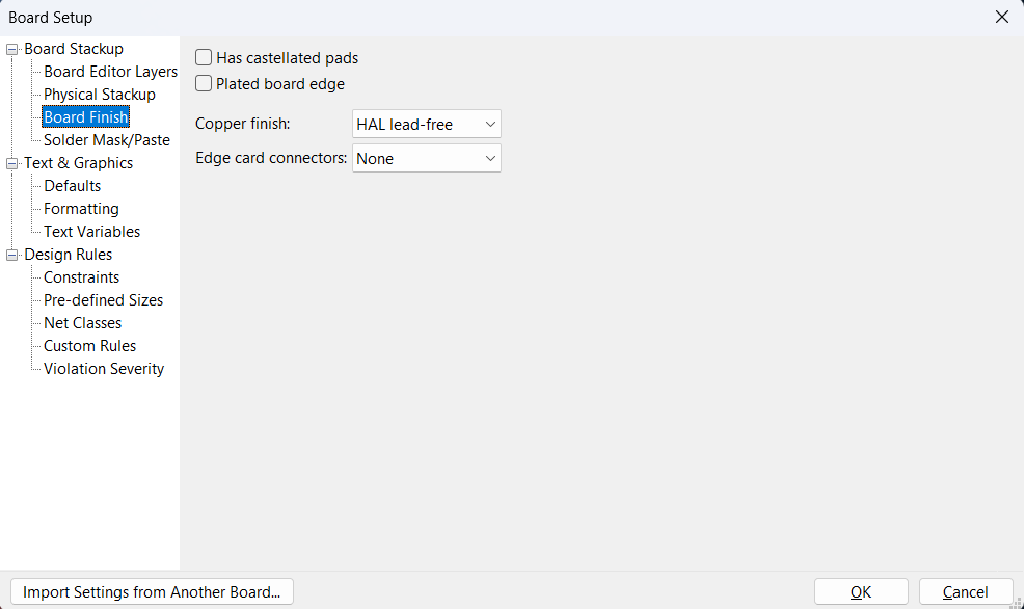 Board Setup
Board Stackup
Board Editor Layers
Physical Stackup
Board Finish
Solder Mask/Paste
Text & Graphics
Defaults
Formatting
Text Variables
Design Rules
Constraints
Pre-defined Sizes
Net Classes
Custom Rules
Violation Severity
Has castellated pads
Plated board edge
Copper finish: HAL lead-free
Edge card connectors: None
Import Settings from Another Board...
OK
Cancel